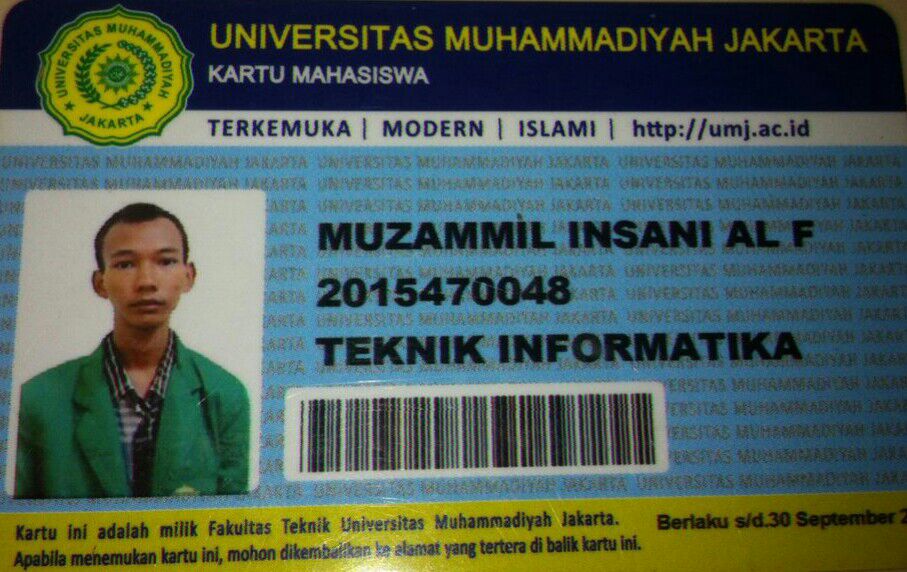 UNIVERSITAS MUHAMMADIYAH JAKARTA
KARTU MAHASISWA
UNIVERSITAS MUHAMMADIYAH
JAKARTA
TERKEMUKA | MODERN | ISLAMI | http://umj.ac.id
MUZAMMIL INSANI AL F
2015470048
TEKNIK INFORMATIKA
Kartu ini adalah milik Fakultas Teknik Universitas Muhammadiyah Jakarta.
Apabila menemukan kartu ini, mohon dikembalikan ke alamat yang tertera di balik kartu ini.
Berlaku s/d.30 September 2